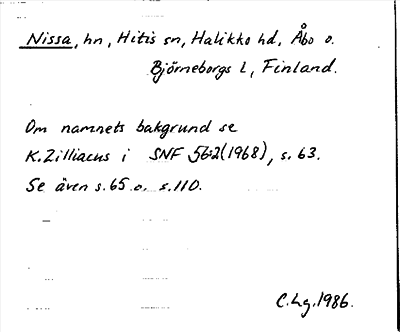 Nissa, hn, Hitis sn, Halikko hd, Åbo o.
Björneborgs l, Finland.
Om namnets bakgrund se
K. Zilliacus i SNF 56:2 (1968), s. 63.
Se även s. 65 o. s. 110.
C. Lg. 1986.